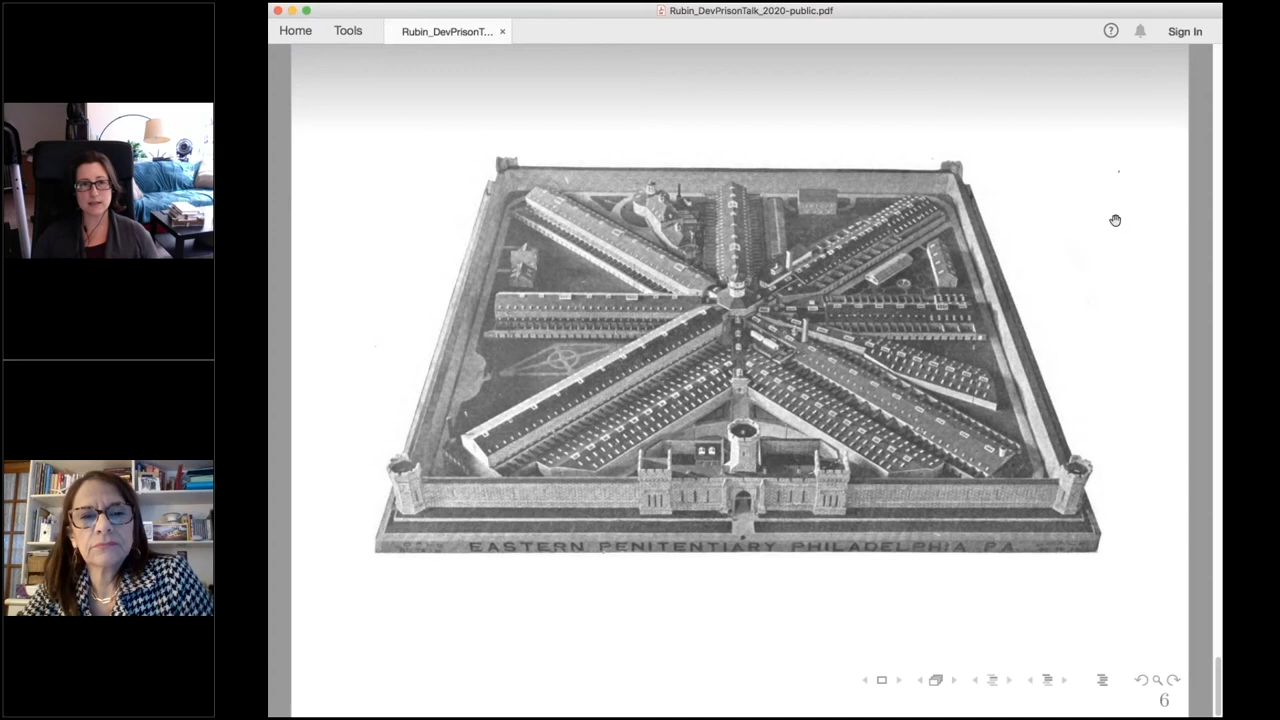 Rubin_DevPrisonTalk_2020-public.pdf
Home Tools Rubin_DevPrisonT... × Sign In
EASTERN PENITENTIARY PHILADELPHIA PA.
6